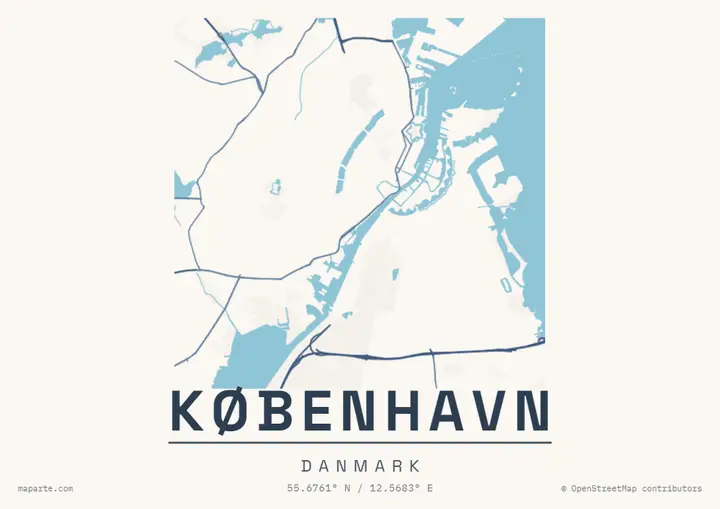 KØBENHAVN
DANMARK
55.6761° N / 12.5683° E
maparte.com
© OpenStreetMap contributors